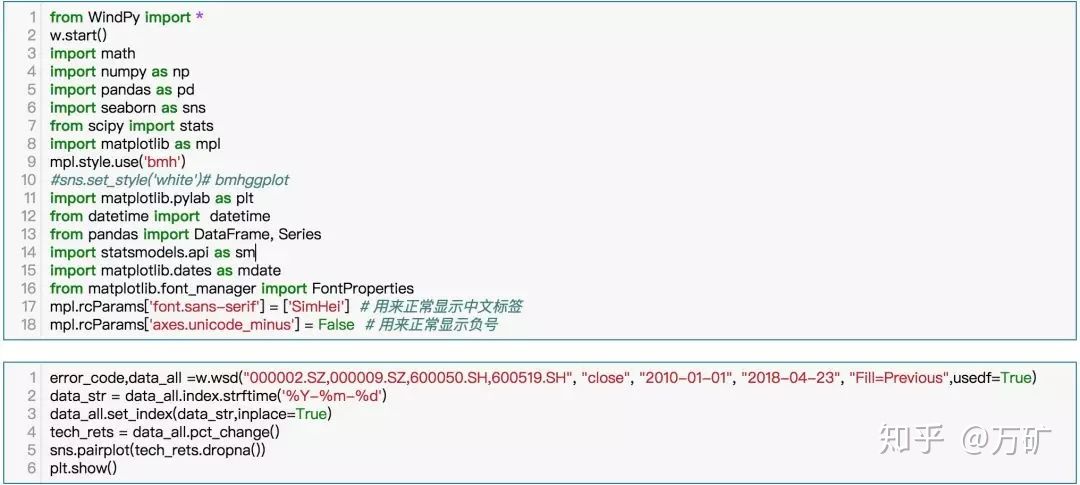 1 from WindPy import *
2 w.start()
3 import math
4 import numpy as np
5 import pandas as pd
6 import seaborn as sns
7 from scipy import stats
8 import matplotlib as mpl
9 mpl.style.use('bmh')
10 #sns.set_style('white')# bmhggplot
11 import matplotlib.pylab as plt
12 from datetime import  datetime
13 from pandas import DataFrame, Series
14 import statsmodels.api as sm
15 import matplotlib.dates as mdate
16 from matplotlib.font_manager import FontProperties
17 mpl.rcParams['font.sans-serif'] = ['SimHei']  # 用来正常显示中文标签
18 mpl.rcParams['axes.unicode_minus'] = False  # 用来正常显示负号
1 error_code,data_all =w.wsd("000002.SZ,000009.SZ,600050.SH,600519.SH", "close", "2010-01-01", "2018-04-23", "Fill=Previous",usedf=True)
2 data_str = data_all.index.strftime('%Y-%m-%d')
3 data_all.set_index(data_str,inplace=True)
4 tech_rets = data_all.pct_change()
5 sns.pairplot(tech_rets.dropna())
6 plt.show()
知乎 @万矿